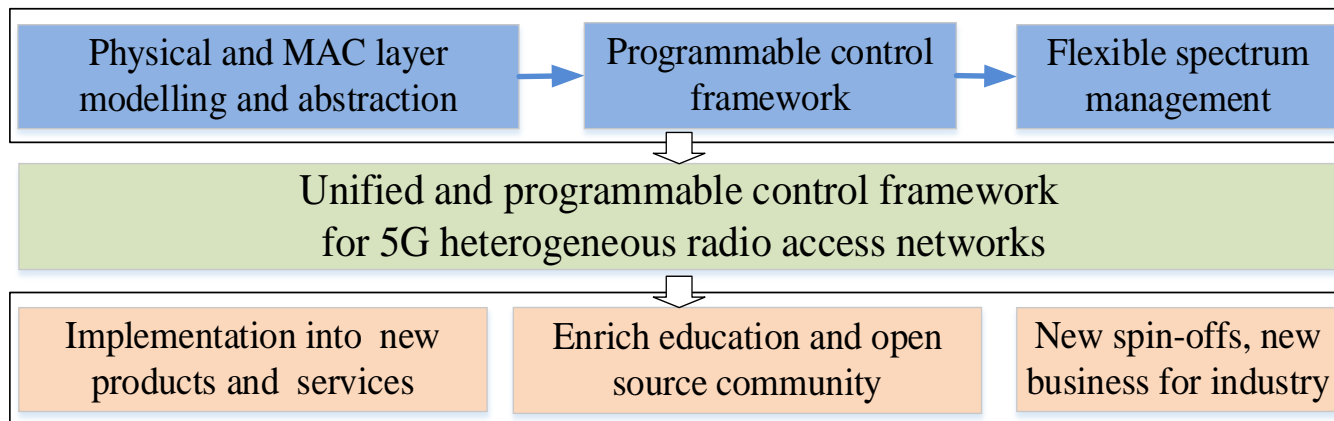 Physical and MAC layer
modelling and abstraction
Programmable control
framework
Flexible spectrum
management
Unified and programmable control framework
for 5G heterogeneous radio access networks
Implementation into new
products and services
Enrich education and open
source community
New spin-offs, new
business for industry